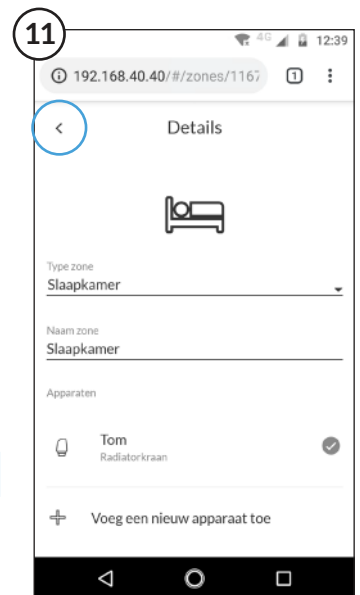 11
4G 12:39
192.168.40.40/#/zones/1167 1
Details
Type zone
Slaapkamer
Naam zone
Slaapkamer
Apparaten
Tom
Radiatorkraan
Voeg een nieuw apparaat toe